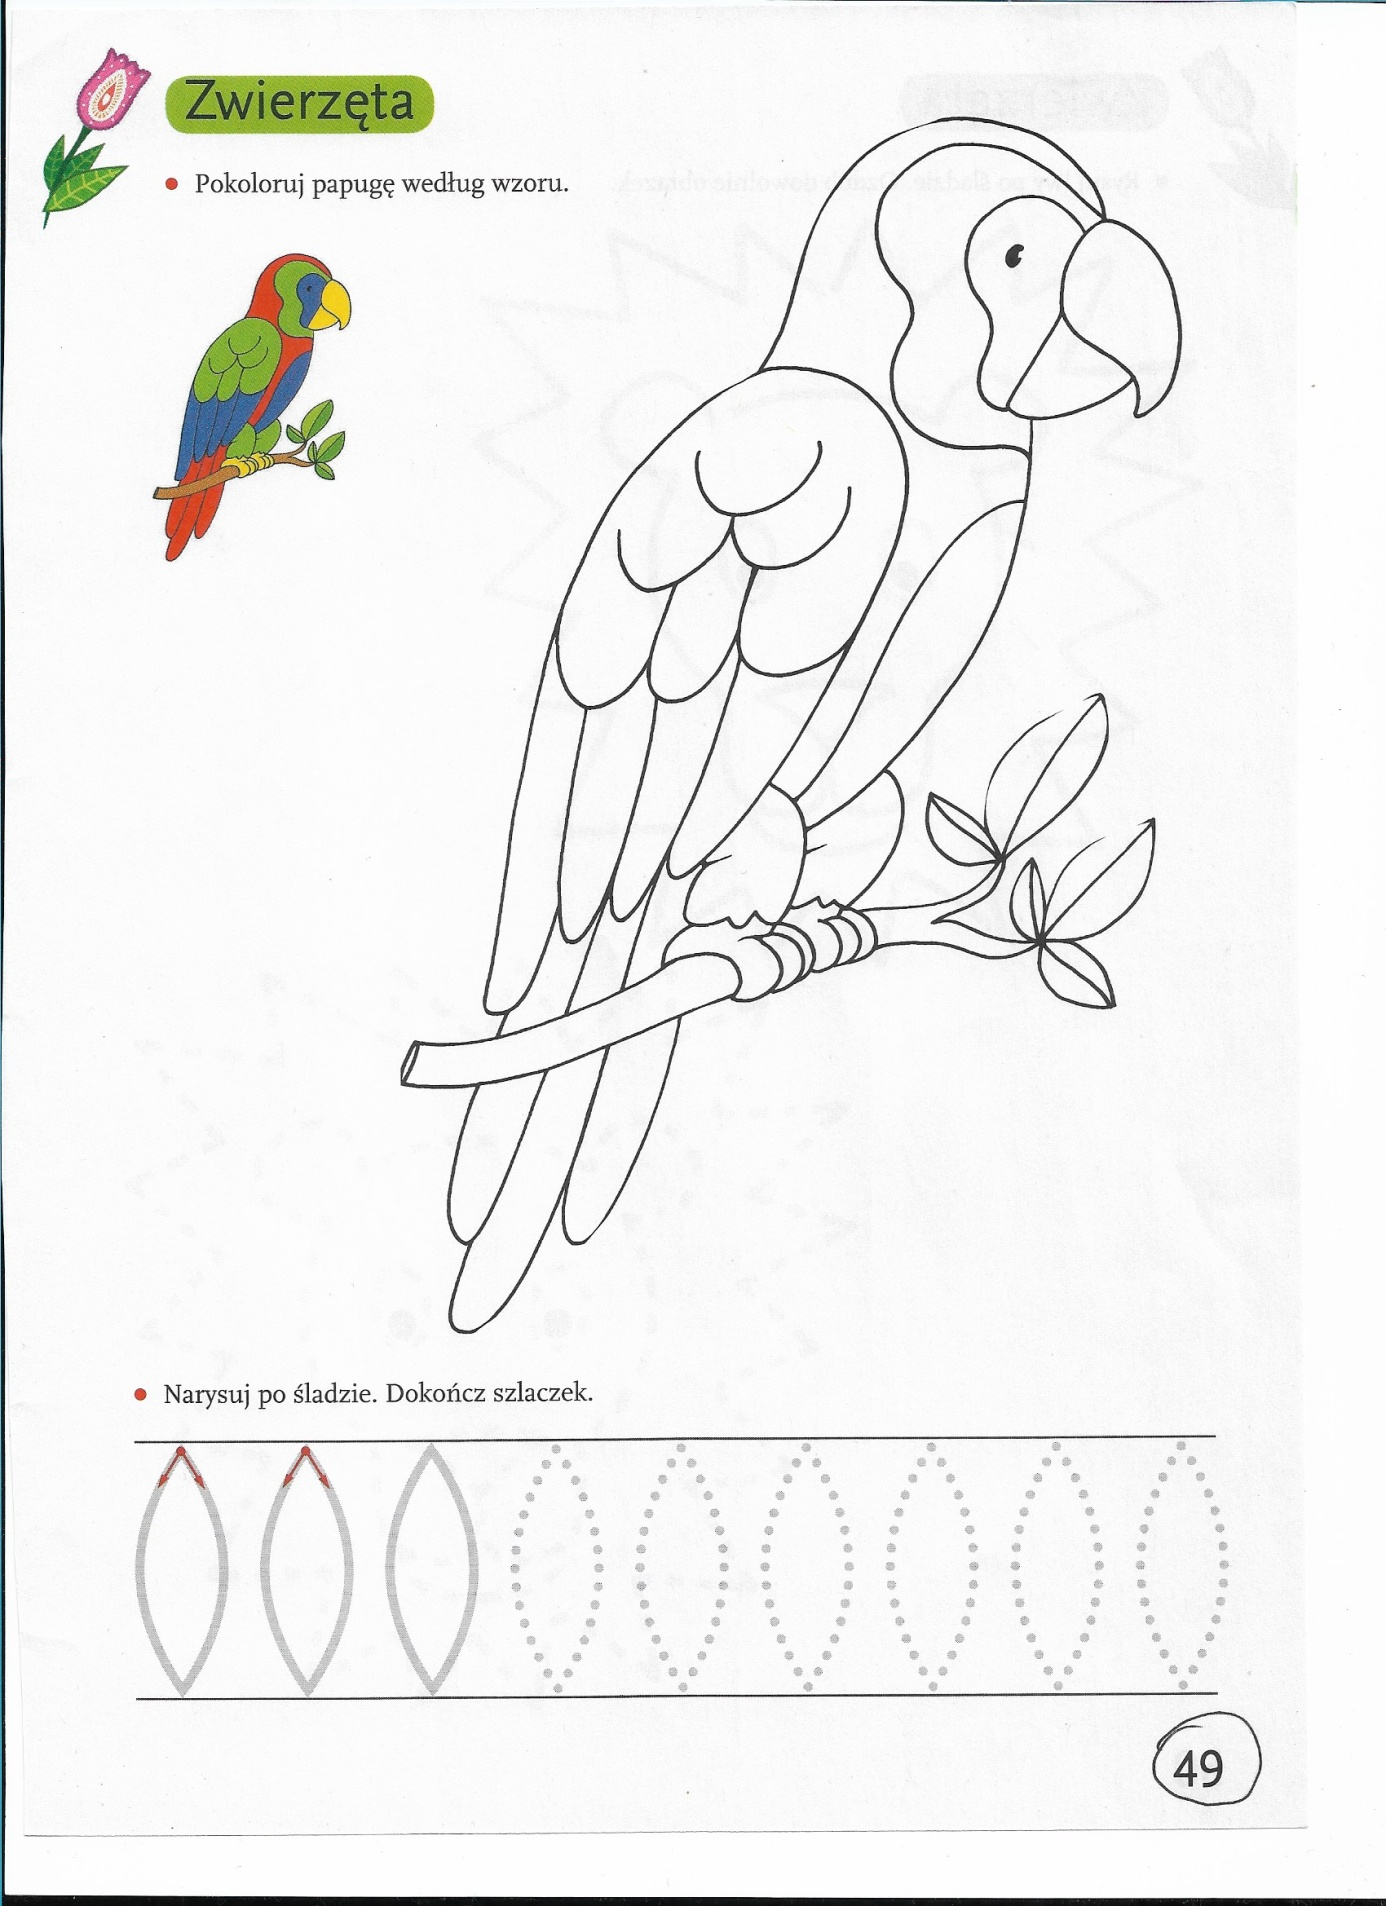 Zwierzęta
• Pokoloruj papugę według wzoru.
• Narysuj po śladzie. Dokończ szlaczek.
49